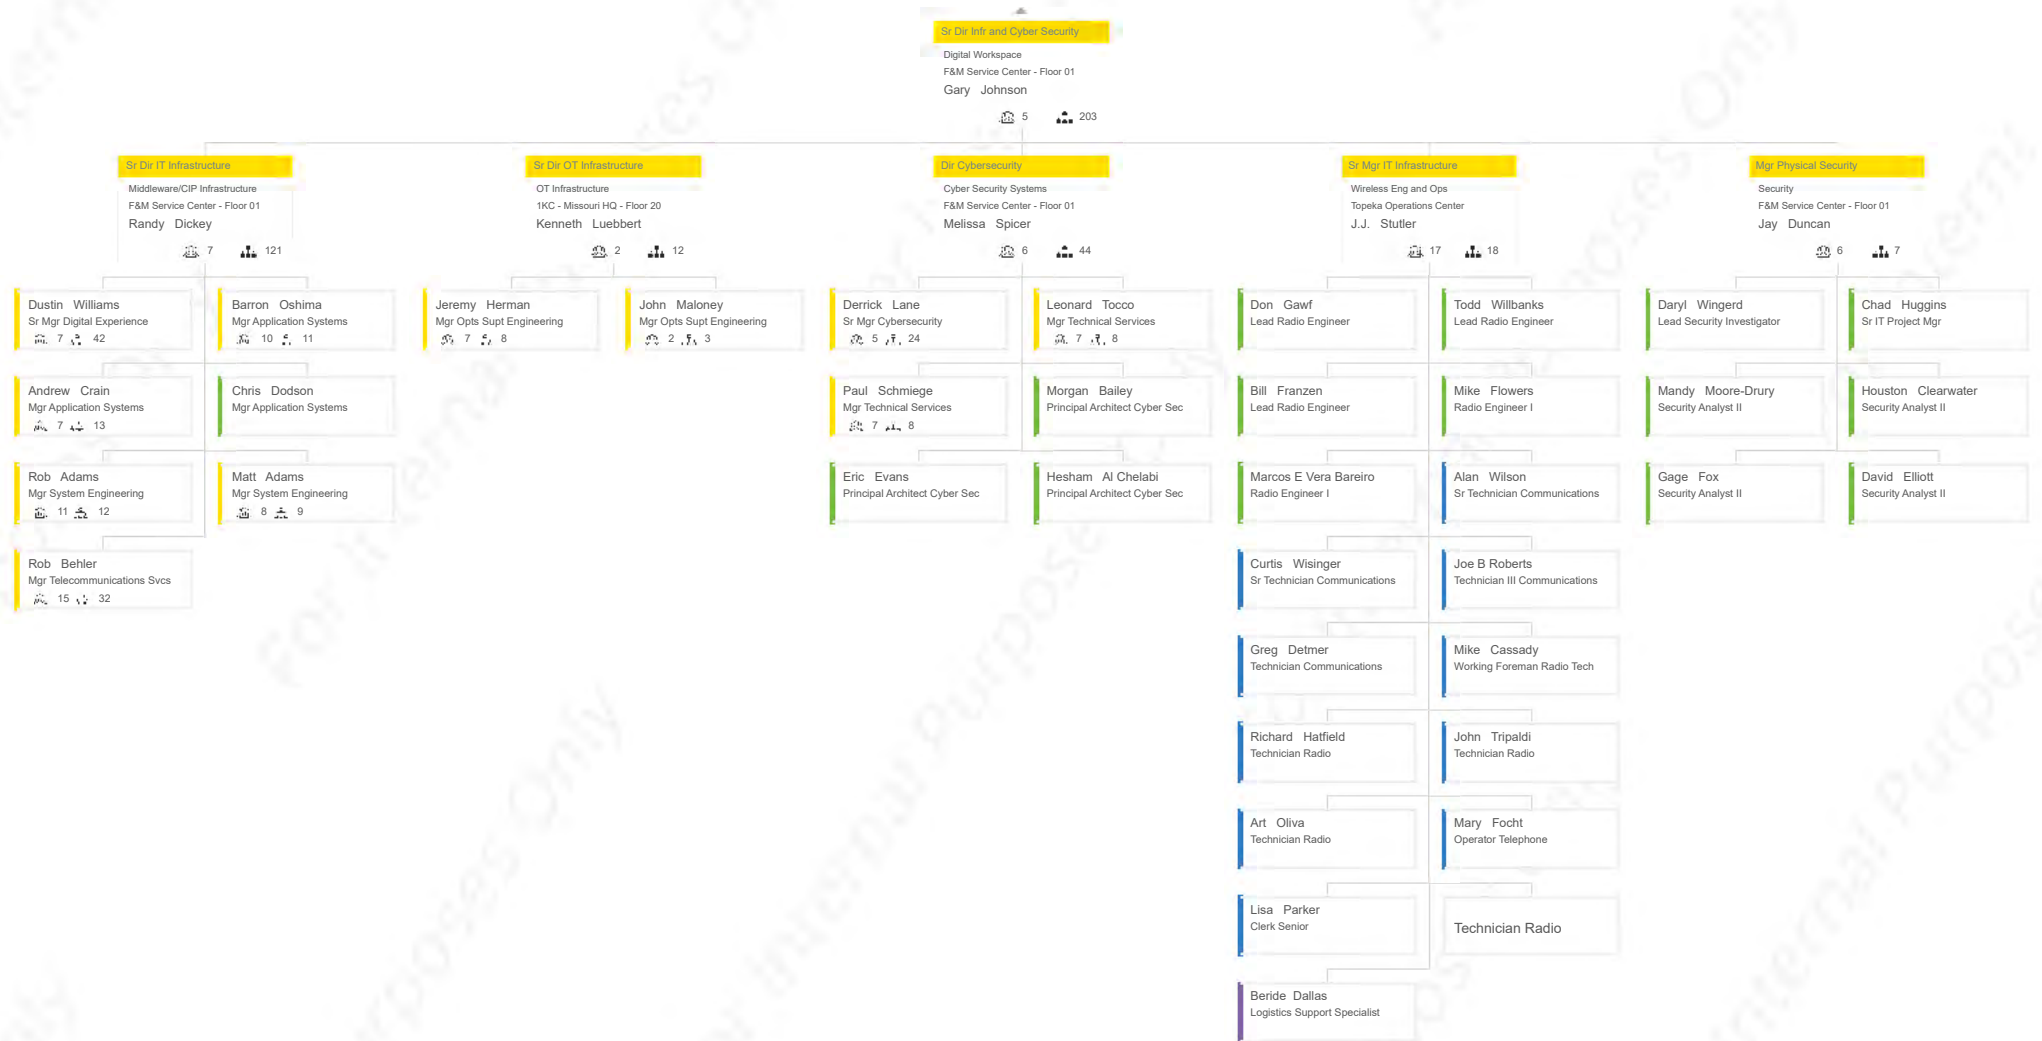 Sr Dir Infr and Cyber Security
Digital Workspace
F&M Service Center - Floor 01
Gary Johnson
5 203
Sr Dir IT Infrastructure
Middleware/CIP Infrastructure
F&M Service Center - Floor 01
Randy Dickey
7 121
Sr Dir OT Infrastructure
OT Infrastructure
1KC - Missouri HQ - Floor 20
Kenneth Luebbert
2 12
Dir Cybersecurity
Cyber Security Systems
F&M Service Center - Floor 01
Melissa Spicer
6 44
Sr Mgr IT Infrastructure
Wireless Eng and Ops
Topeka Operations Center
J.J. Stutler
17 18
Mgr Physical Security
Security
F&M Service Center - Floor 01
Jay Duncan
6 7
Dustin Williams
Sr Mgr Digital Experience
7 42
Barron Oshima
Mgr Application Systems
10 11
Andrew Crain
Mgr Application Systems
7 13
Chris Dodson
Mgr Application Systems
Rob Adams
Mgr System Engineering
11 12
Matt Adams
Mgr System Engineering
8 9
Rob Behler
Mgr Telecommunications Svcs
15 32
Jeremy Herman
Mgr Opts Supt Engineering
7 8
John Maloney
Mgr Opts Supt Engineering
2 3
Derrick Lane
Sr Mgr Cybersecurity
5 24
Leonard Tocco
Mgr Technical Services
7 8
Paul Schmiege
Mgr Technical Services
7 8
Morgan Bailey
Principal Architect Cyber Sec
Eric Evans
Principal Architect Cyber Sec
Hesham Al Chelabi
Principal Architect Cyber Sec
Don Gawf
Lead Radio Engineer
Todd Willbanks
Lead Radio Engineer
Bill Franzen
Lead Radio Engineer
Mike Flowers
Radio Engineer I
Marcos E Vera Bareiro
Radio Engineer I
Alan Wilson
Sr Technician Communications
Curtis Wisinger
Sr Technician Communications
Joe B Roberts
Technician III Communications
Greg Detmer
Technician Communications
Mike Cassady
Working Foreman Radio Tech
Richard Hatfield
Technician Radio
John Tripaldi
Technician Radio
Art Oliva
Technician Radio
Mary Focht
Operator Telephone
Lisa Parker
Clerk Senior
Technician Radio
Beride Dallas
Logistics Support Specialist
Daryl Wingerd
Lead Security Investigator
Chad Huggins
Sr IT Project Mgr
Mandy Moore-Drury
Security Analyst II
Houston Clearwater
Security Analyst II
Gage Fox
Security Analyst II
David Elliott
Security Analyst II